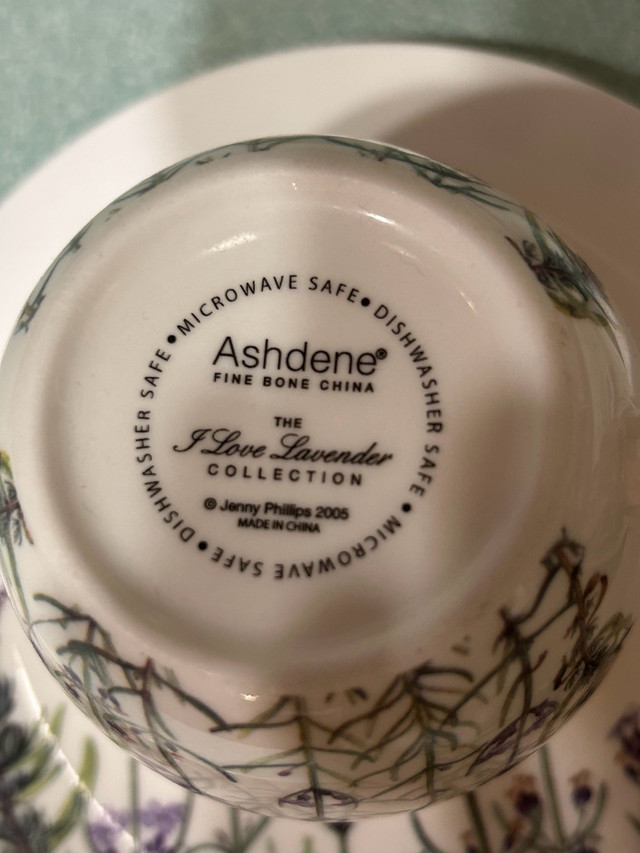 MICROWAVE SAFE • DISHWASHER SAFE • MICROWAVE SAFE • DISHWASHER SAFE •
Ashdene®
FINE BONE CHINA
THE
I Love Lavender
COLLECTION
© Jenny Phillips 2005
MADE IN CHINA